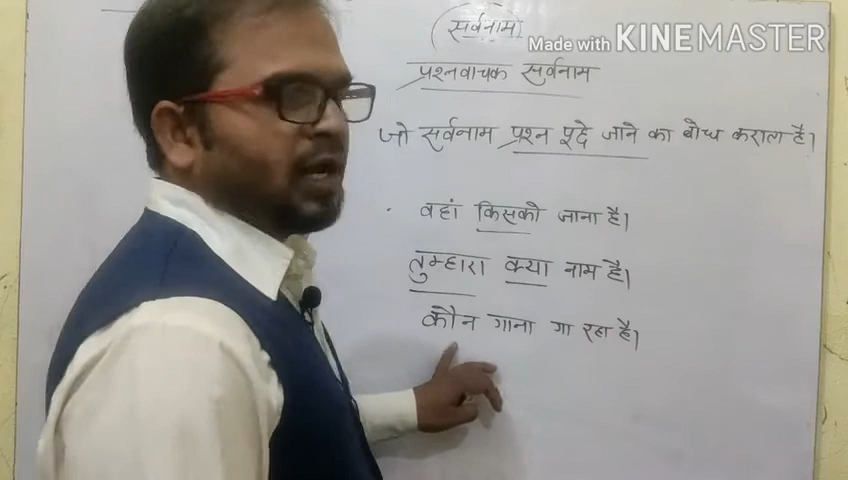 (सर्वनाम)
Made with KINEMASTER
प्रश्नवाचक सर्वनाम
जो सर्वनाम प्रश्न पूदे जाने का बोध कराता है।
वहां किसको जाना है।
तुम्हारा क्या नाम है।
कौन गाना गा रहा है।